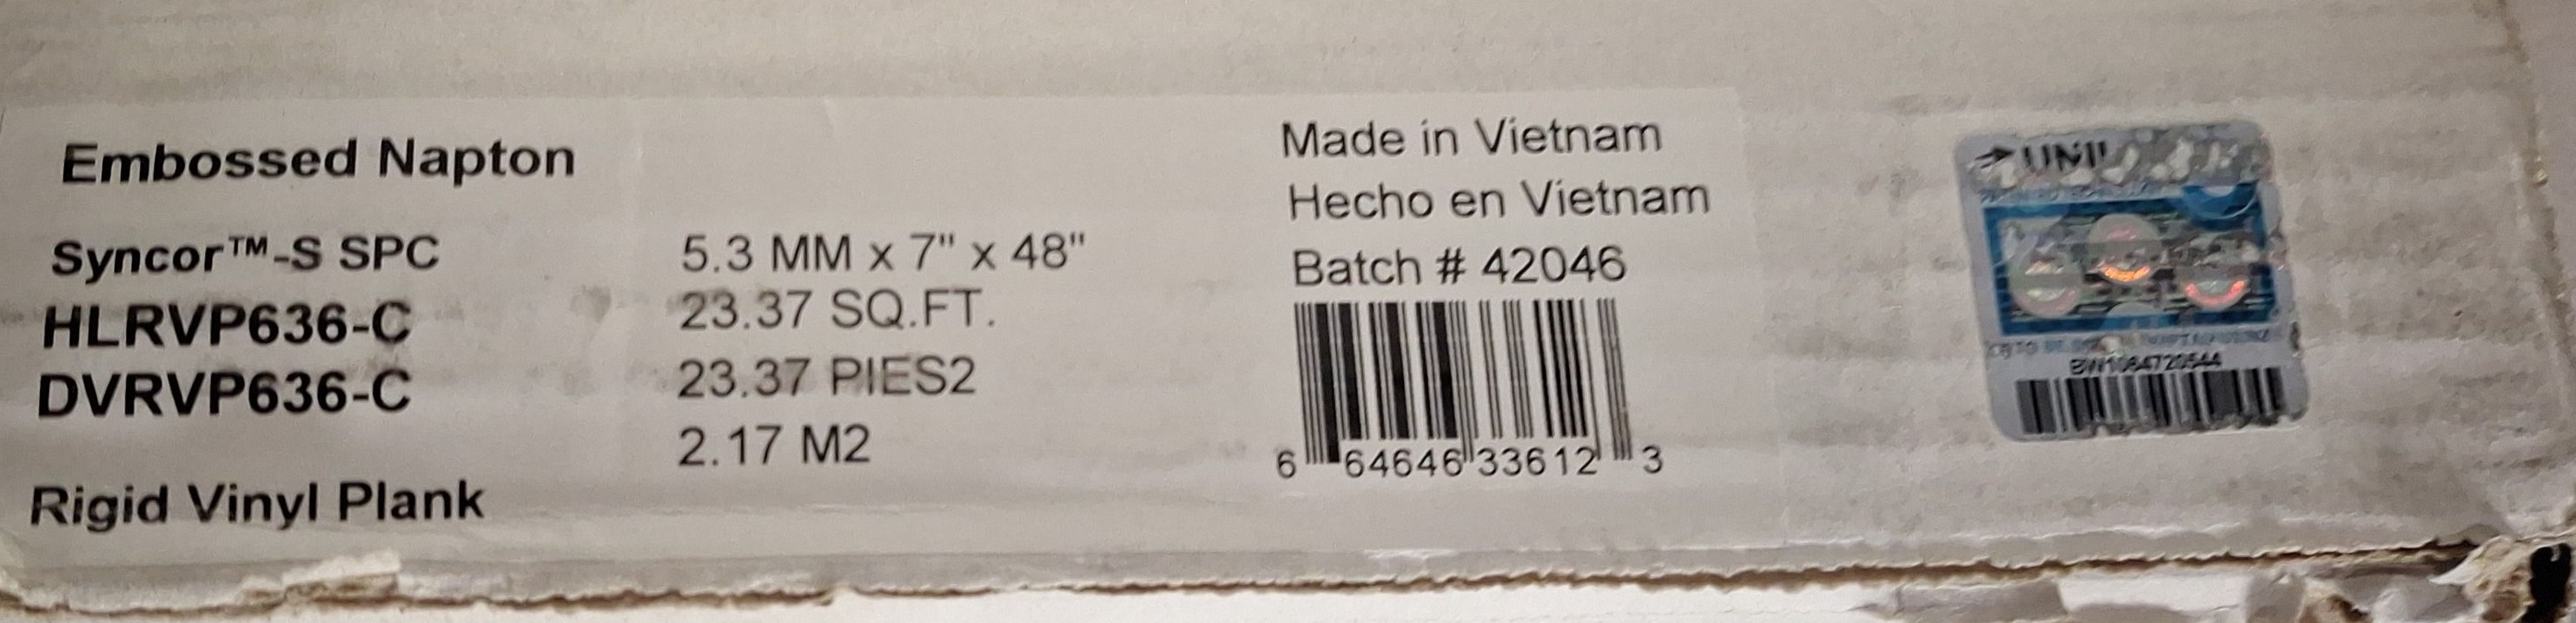 Embossed Napton
Syncor™-S SPC
HLRVP636-C
DVRVP636-C
Rigid Vinyl Plank
5.3 MM x 7" x 48"
23.37 SQ.FT.
23.37 PIES2
2.17 M2
Made in Vietnam
Hecho en Vietnam
Batch # 42046
6 64646 33612 3